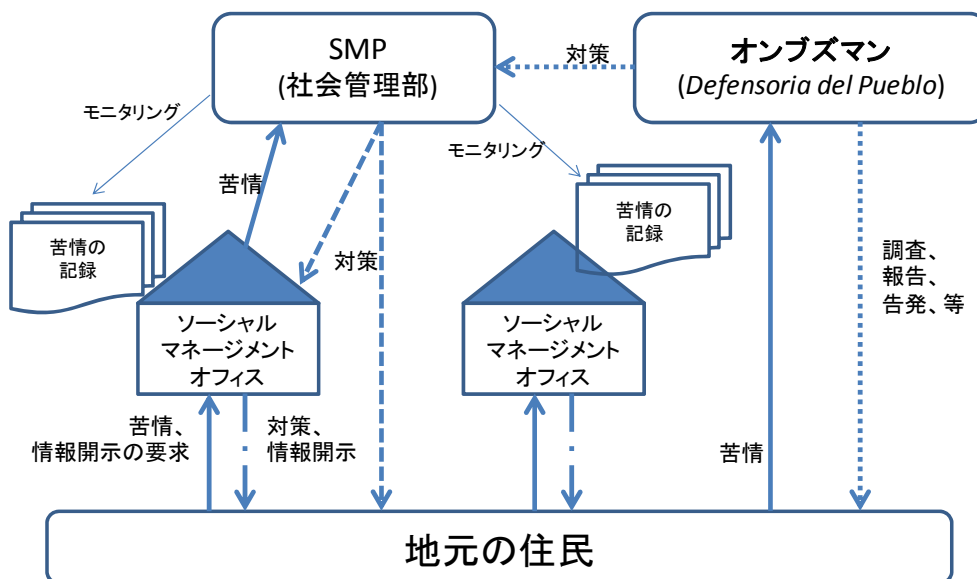 SMP
(社会管理部)
対策
オンブズマン
(Defensoria del Pueblo)
モニタリング
苦情
モニタリング
苦情の
記録
苦情の
記録
対策
調査、
報告、
告発、等
ソーシャル
マネージメント
オフィス
ソーシャル
マネージメント
オフィス
苦情、
情報開示の要求
対策、
情報開示
苦情
地元の住民